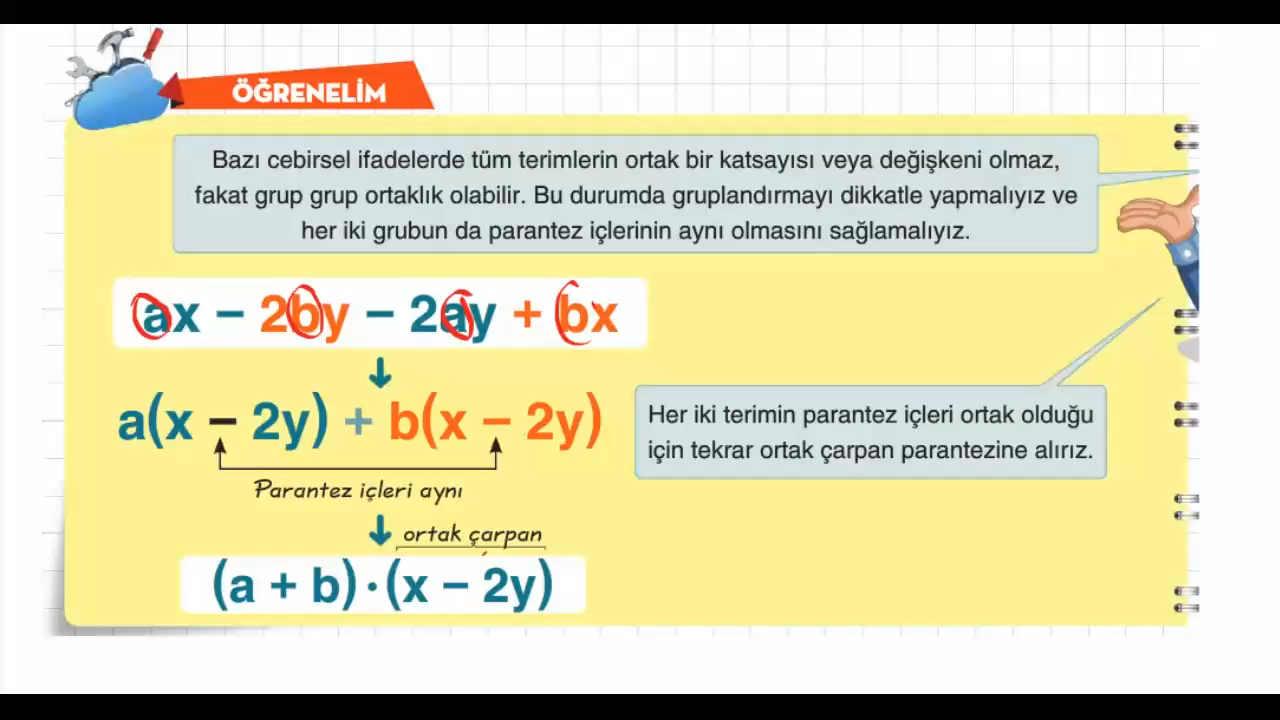 ÖĞRENELİM
Bazı cebirsel ifadelerde tüm terimlerin ortak bir katsayısı veya değişkeni olmaz,
fakat grup grup ortaklık olabilir. Bu durumda gruplandırmayı dikkatle yapmalıyız ve
her iki grubun da parantez içlerinin aynı olmasını sağlamalıyız.
ax − 2by − 2ay + bx
a(x − 2y) + b(x − 2y)
Her iki terimin parantez içleri ortak olduğu
için tekrar ortak çarpan parantezine alırız.
Parantez içleri aynı
ortak çarpan
(a + b)·(x − 2y)